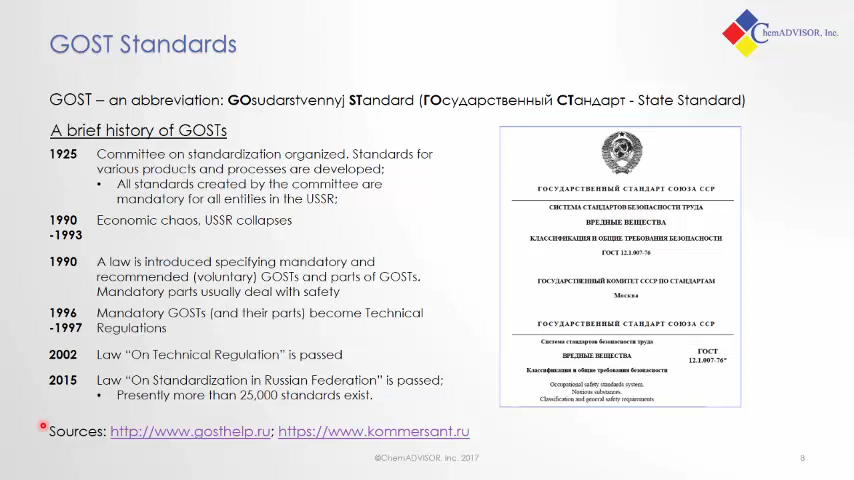 GOST Standards
ChemADVISOR, Inc.
GOST – an abbreviation: GOsudarstvennyj STandard (ГОсударственный СТандарт - State Standard)
A brief history of GOSTs
1925 Committee on standardization organized. Standards for
various products and processes are developed;
• All standards created by the committee are
mandatory for all entities in the USSR;
1990 Economic chaos, USSR collapses
-1993
1990 A law is introduced specifying mandatory and
recommended (voluntary) GOSTs and parts of GOSTs.
Mandatory parts usually deal with safety
1996 Mandatory GOSTs (and their parts) become Technical
-1997 Regulations
2002 Law “On Technical Regulation” is passed
2015 Law “On Standardization in Russian Federation” is passed;
• Presently more than 25,000 standards exist.
Sources: http://www.gosthelp.ru; https://www.kommersant.ru
ГОСУДАРСТВЕННЫЙ СТАНДАРТ СОЮЗА ССР
СИСТЕМА СТАНДАРТОВ БЕЗОПАСНОСТИ ТРУДА
ВРЕДНЫЕ ВЕЩЕСТВА
КЛАССИФИКАЦИЯ И ОБЩИЕ ТРЕБОВАНИЯ БЕЗОПАСНОСТИ
ГОСТ 12.1.007-76
ГОСУДАРСТВЕННЫЙ КОМИТЕТ СССР ПО СТАНДАРТАМ
Москва
ГОСУДАРСТВЕННЫЙ СТАНДАРТ СОЮЗА ССР
Система стандартов безопасности труда
ВРЕДНЫЕ ВЕЩЕСТВА
Классификация и общие требования безопасности
Occupational safety standards system.
Noxious substances.
Classification and general safety requirements
ГОСТ
12.1.007-76*
©ChemADVISOR, Inc. 2017
8